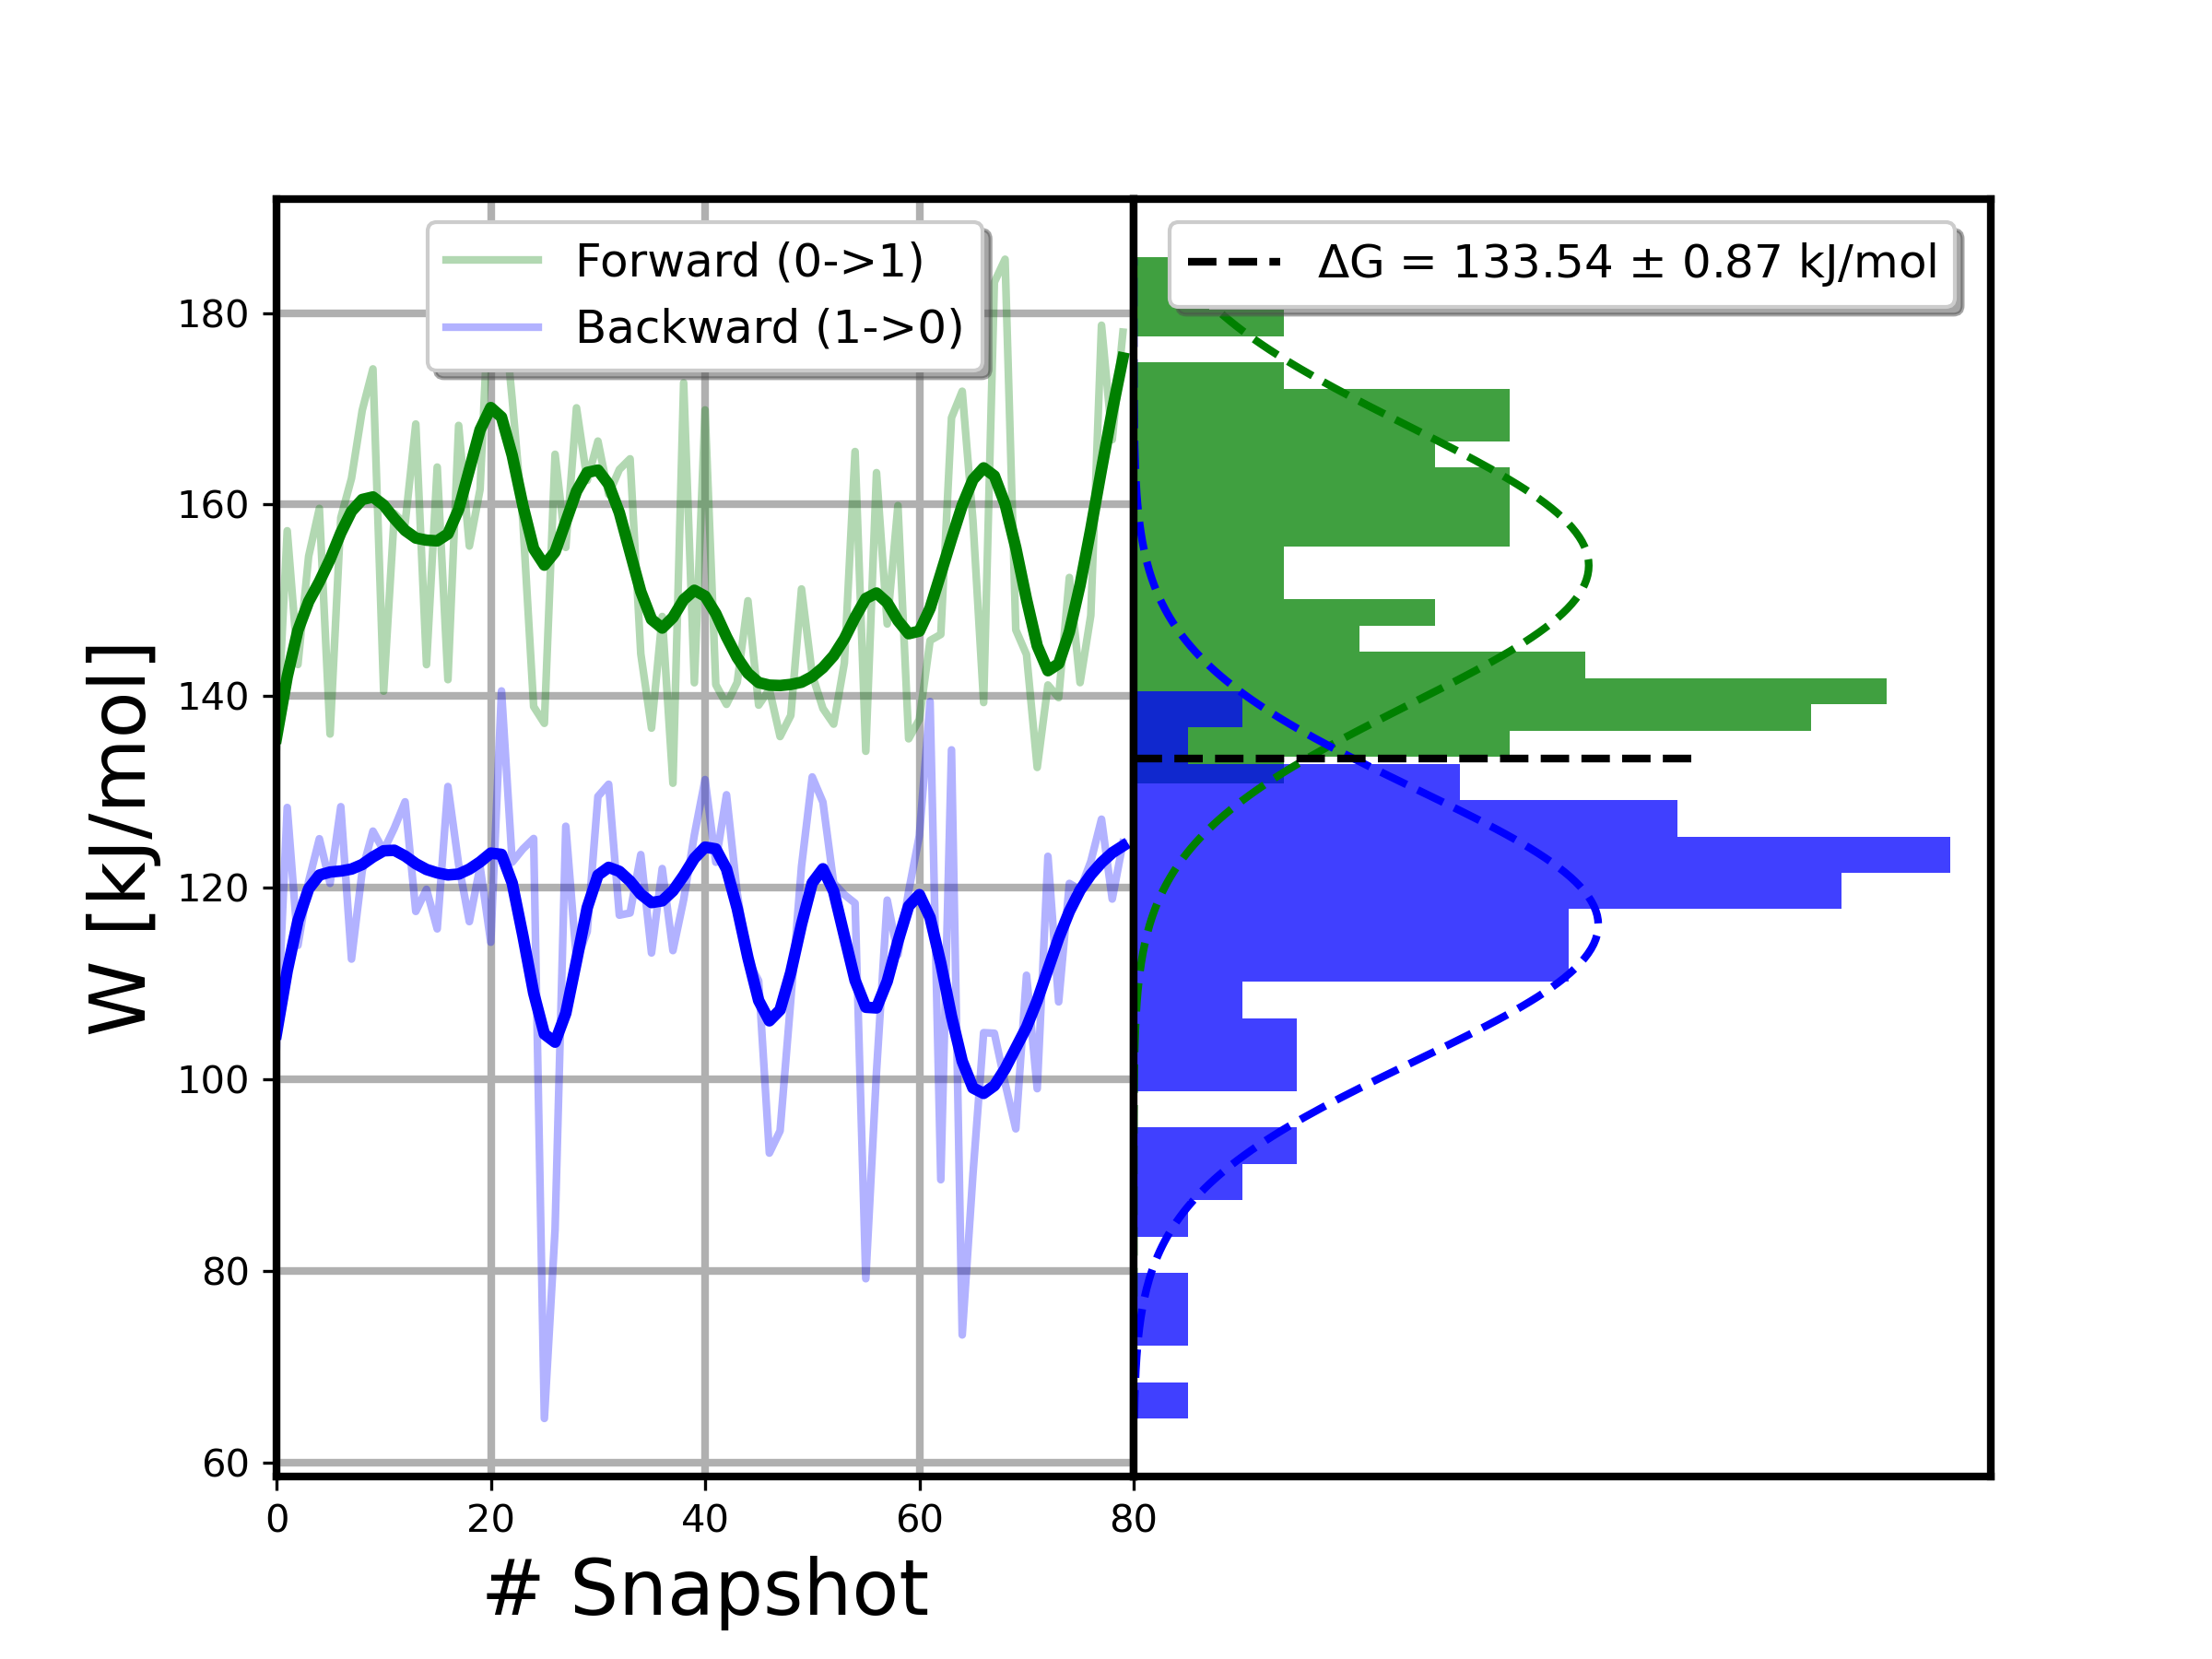 Forward (0->1)
Backward (1->0)
ΔG = 133.54 ± 0.87 kJ/mol
W [kJ/mol]
180
160
140
120
100
80
60
0 20 40 60 80
# Snapshot